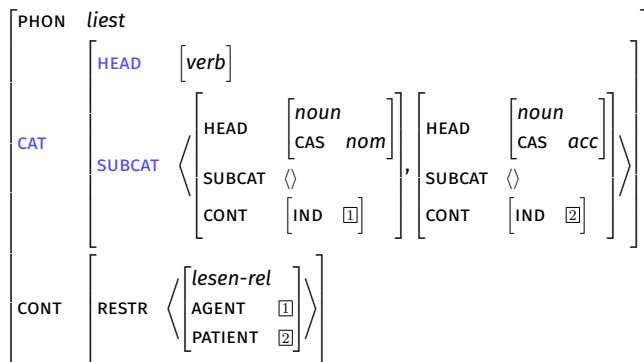 PHON liest
HEAD verb
noun noun
HEAD HEAD
CAS nom CAS acc
CAT
SUBCAT ⟨ , ⟩
SUBCAT ⟨⟩ SUBCAT ⟨⟩
CONT [IND 1] CONT [IND 2]
lesen-rel
CONT RESTR ⟨ AGENT 1 ⟩
PATIENT 2